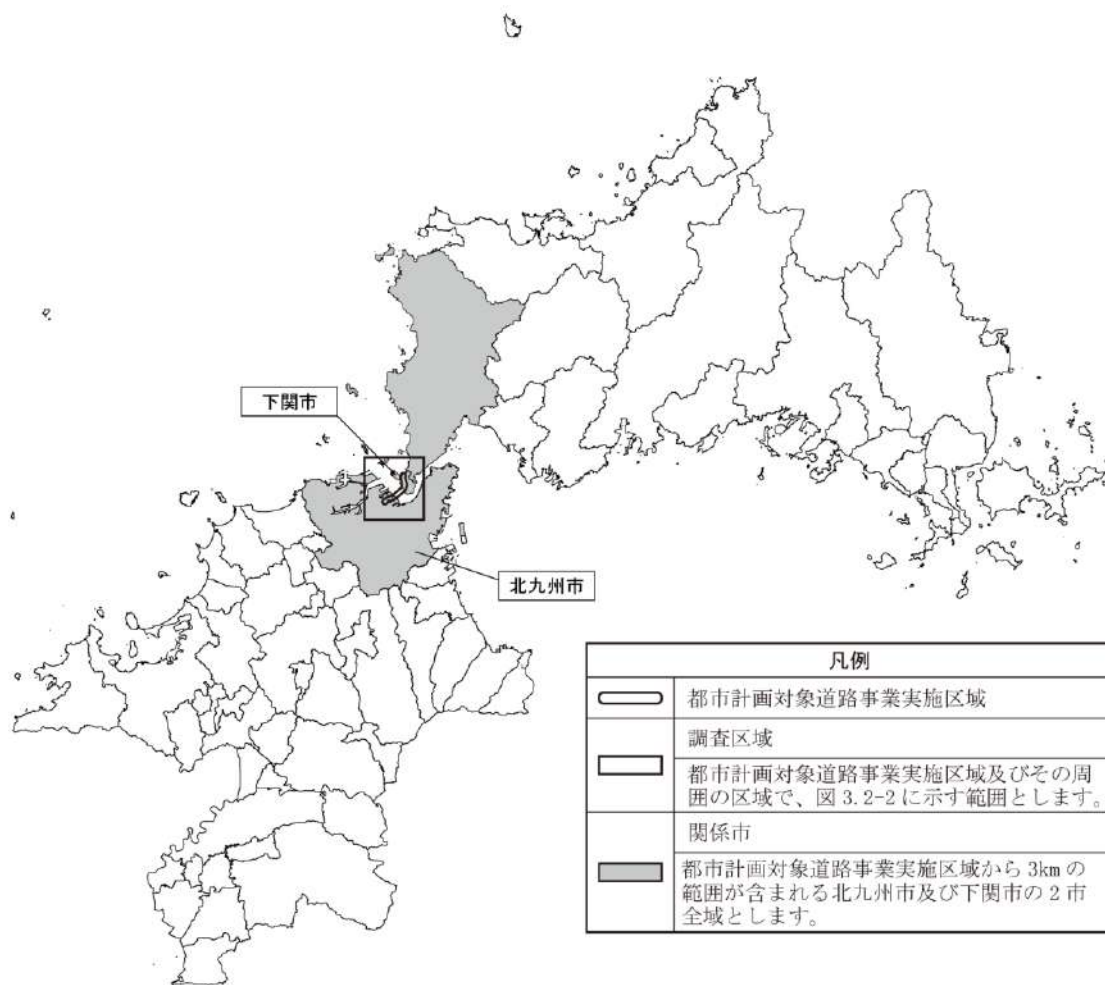 下関市
北九州市
凡例
都市計画対象道路事業実施区域
調査区域
都市計画対象道路事業実施区域及びその周
囲の区域で、図 3.2-2 に示す範囲とします。
関係市
都市計画対象道路事業実施区域から 3km の
範囲が含まれる北九州市及び下関市の 2 市
全域とします。